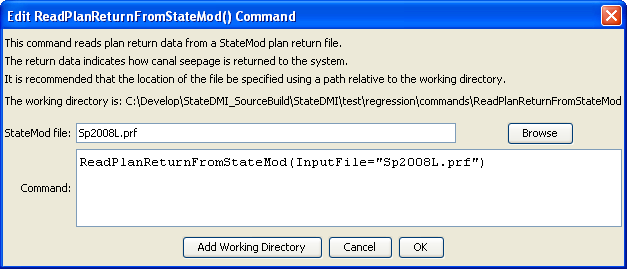 Edit ReadPlanReturnFromStateMod() Command
This command reads plan return data from a StateMod plan return file.
The return data indicates how canal seepage is returned to the system.
It is recommended that the location of the file be specified using a path relative to the working directory.
The working directory is: C:\Develop\StateDMI_SourceBuild\StateDMI\test\regression\commands\ReadPlanReturnFromStateMod
StateMod file: Sp2008L.prf Browse
ReadPlanReturnFromStateMod(InputFile="Sp2008L.prf")
Command:
Add Working Directory Cancel OK